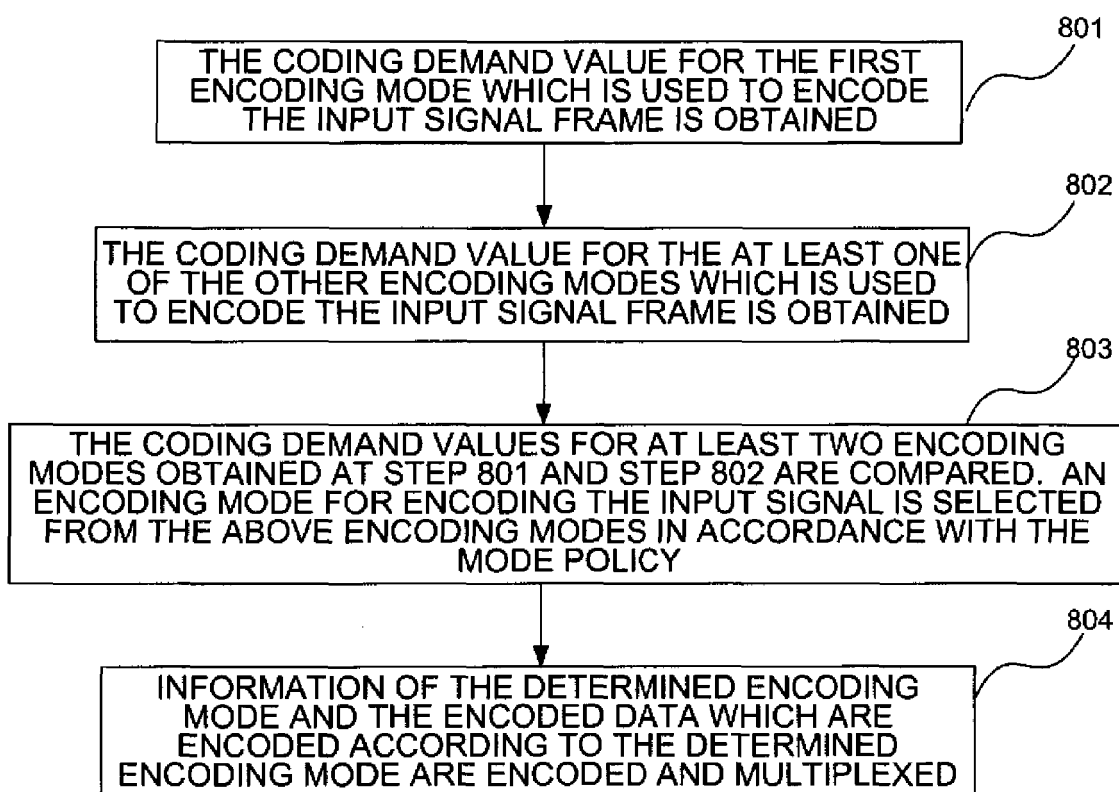 801
THE CODING DEMAND VALUE FOR THE FIRST
ENCODING MODE WHICH IS USED TO ENCODE
THE INPUT SIGNAL FRAME IS OBTAINED
802
THE CODING DEMAND VALUE FOR THE AT LEAST ONE
OF THE OTHER ENCODING MODES WHICH IS USED
TO ENCODE THE INPUT SIGNAL FRAME IS OBTAINED
803
THE CODING DEMAND VALUES FOR AT LEAST TWO ENCODING
MODES OBTAINED AT STEP 801 AND STEP 802 ARE COMPARED. AN
ENCODING MODE FOR ENCODING THE INPUT SIGNAL IS SELECTED
FROM THE ABOVE ENCODING MODES IN ACCORDANCE WITH THE
MODE POLICY
804
INFORMATION OF THE DETERMINED ENCODING
MODE AND THE ENCODED DATA WHICH ARE
ENCODED ACCORDING TO THE DETERMINED
ENCODING MODE ARE ENCODED AND MULTIPLEXED